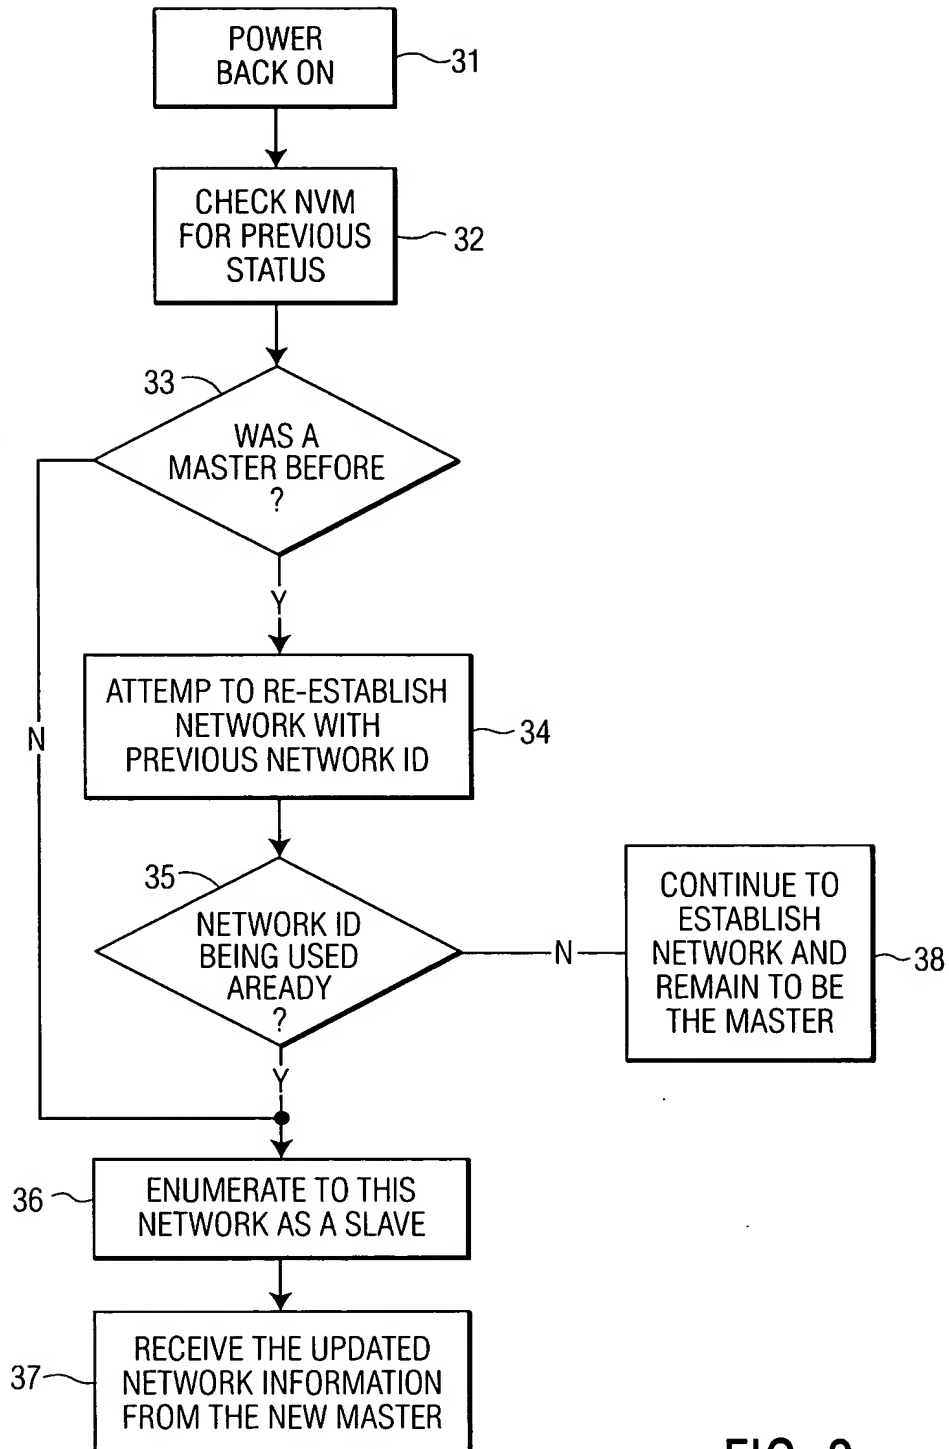 POWER
BACK ON
31
CHECK NVM
FOR PREVIOUS
STATUS
32
33
WAS A
MASTER BEFORE
?
Y
N
ATTEMP TO RE-ESTABLISH
NETWORK WITH
PREVIOUS NETWORK ID
34
35
NETWORK ID
BEING USED
AREADY
?
N
CONTINUE TO
ESTABLISH
NETWORK AND
REMAIN TO BE
THE MASTER
38
Y
36
ENUMERATE TO THIS
NETWORK AS A SLAVE
37
RECEIVE THE UPDATED
NETWORK INFORMATION
FROM THE NEW MASTER
FIG.